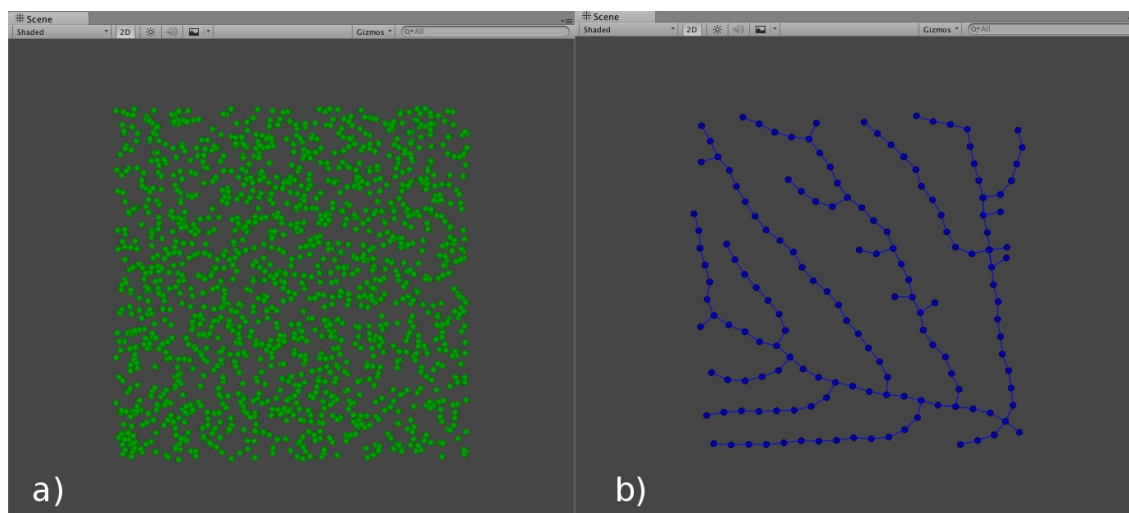 Scene
Shaded
2D
Gizmos
All
a)
Scene
Shaded
2D
Gizmos
All
b)